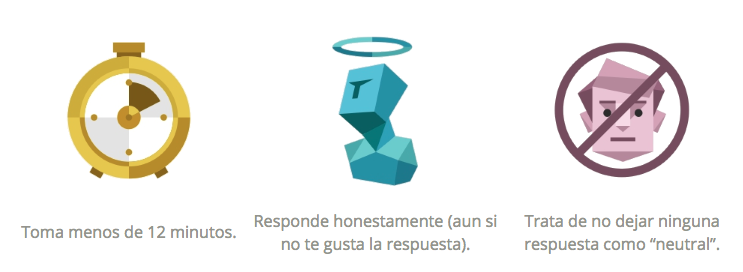 Toma menos de 12 minutos.
Responde honestamente (aun si
no te gusta la respuesta).
Trata de no dejar ninguna
respuesta como “neutral”.